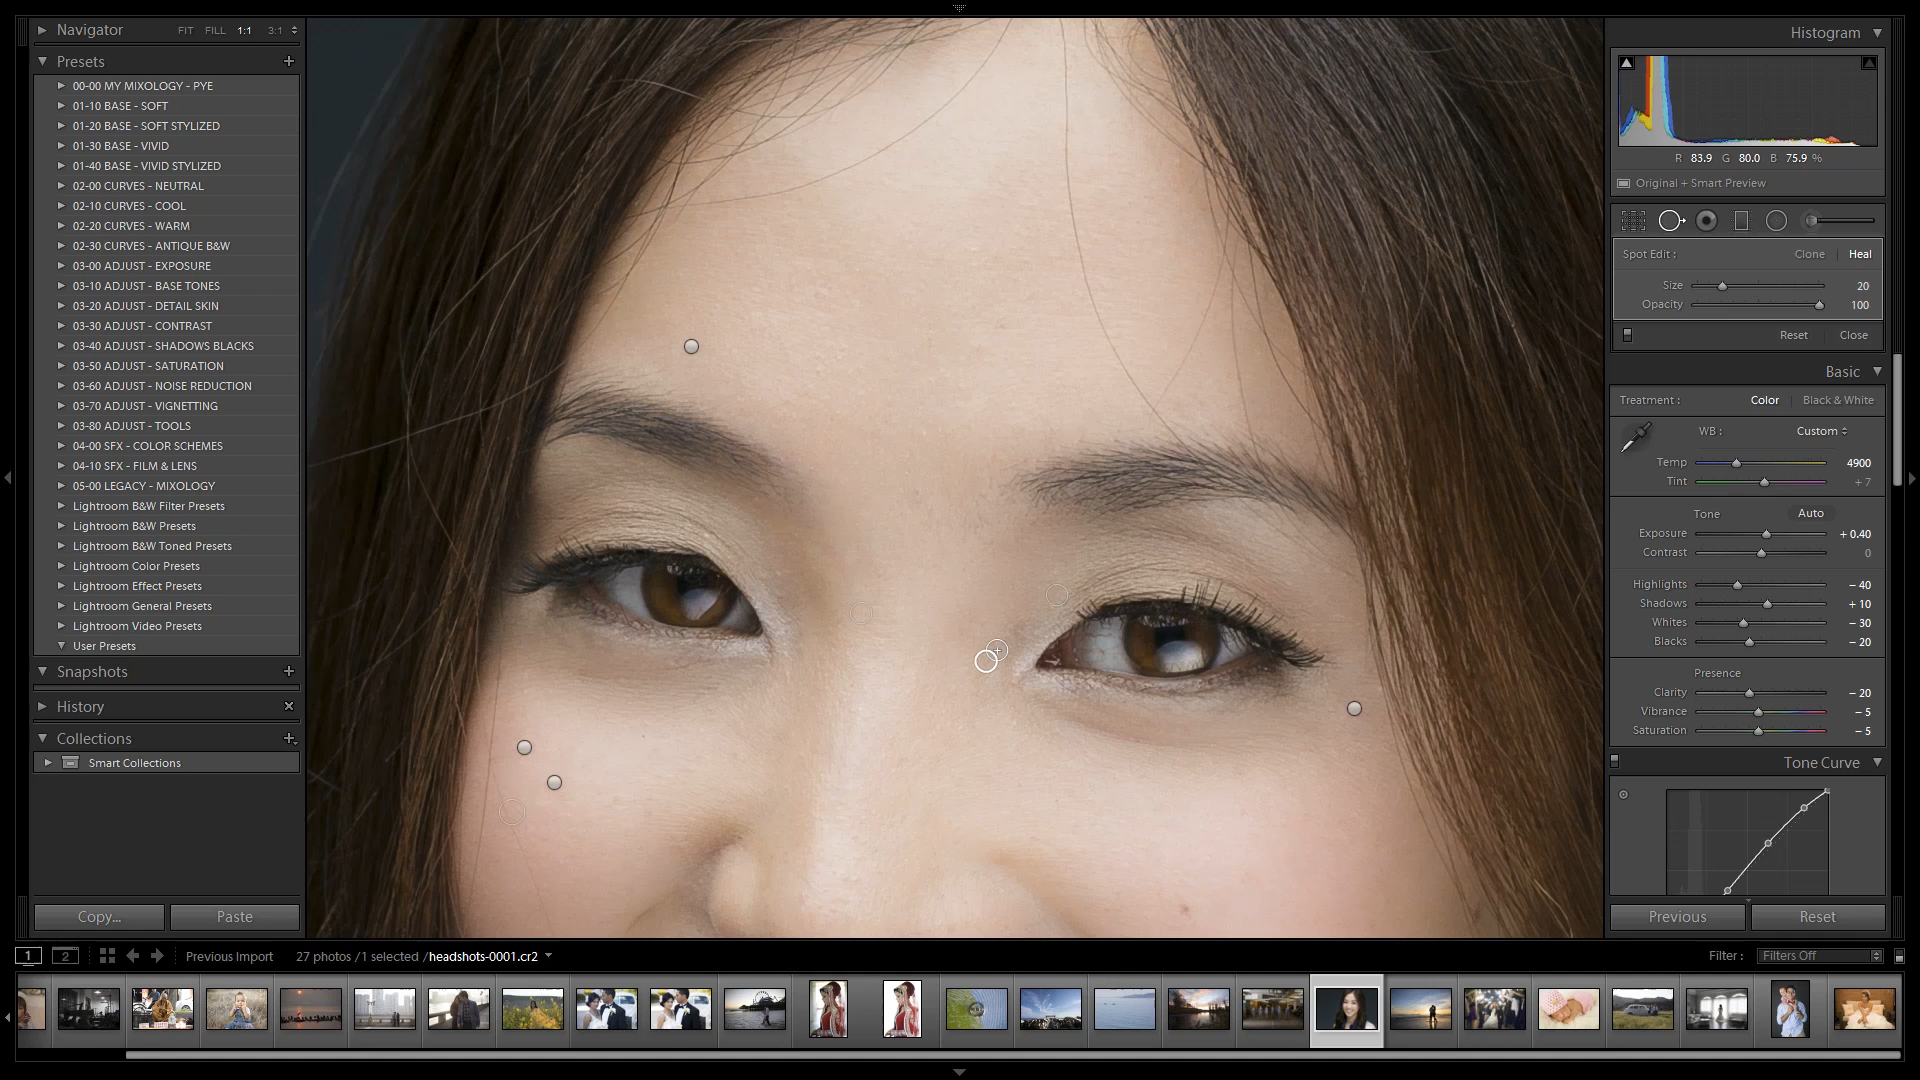 Navigator FIT FILL 1:1 3:1
Presets +
00-00 MY MIXOLOGY - PYE
01-10 BASE - SOFT
01-20 BASE - SOFT STYLIZED
01-30 BASE - VIVID
01-40 BASE - VIVID STYLIZED
02-00 CURVES - NEUTRAL
02-10 CURVES - COOL
02-20 CURVES - WARM
02-30 CURVES - ANTIQUE B&W
03-00 ADJUST - EXPOSURE
03-10 ADJUST - BASE TONES
03-20 ADJUST - DETAIL SKIN
03-30 ADJUST - CONTRAST
03-40 ADJUST - SHADOWS BLACKS
03-50 ADJUST - SATURATION
03-60 ADJUST - NOISE REDUCTION
03-70 ADJUST - VIGNETTING
03-80 ADJUST - TOOLS
04-00 SFX - COLOR SCHEMES
04-10 SFX - FILM & LENS
05-00 LEGACY - MIXOLOGY
Lightroom B&W Filter Presets
Lightroom B&W Presets
Lightroom B&W Toned Presets
Lightroom Color Presets
Lightroom Effect Presets
Lightroom General Presets
Lightroom Video Presets
User Presets
Snapshots +
History ×
Collections +
Smart Collections
Copy... Paste
Histogram
R 83.9 G 80.0 B 75.9 %
Original + Smart Preview
Spot Edit : Clone | Heal
Size 20
Opacity 100
Reset Close
Basic
Treatment : Color | Black & White
WB : Custom
Temp 4900
Tint + 7
Tone Auto
Exposure + 0.40
Contrast 0
Highlights − 40
Shadows + 10
Whites − 30
Blacks − 20
Presence
Clarity − 20
Vibrance − 5
Saturation − 5
Tone Curve
Previous Reset
1 2 Previous Import 27 photos /1 selected /headshots-0001.cr2 Filter : Filters Off